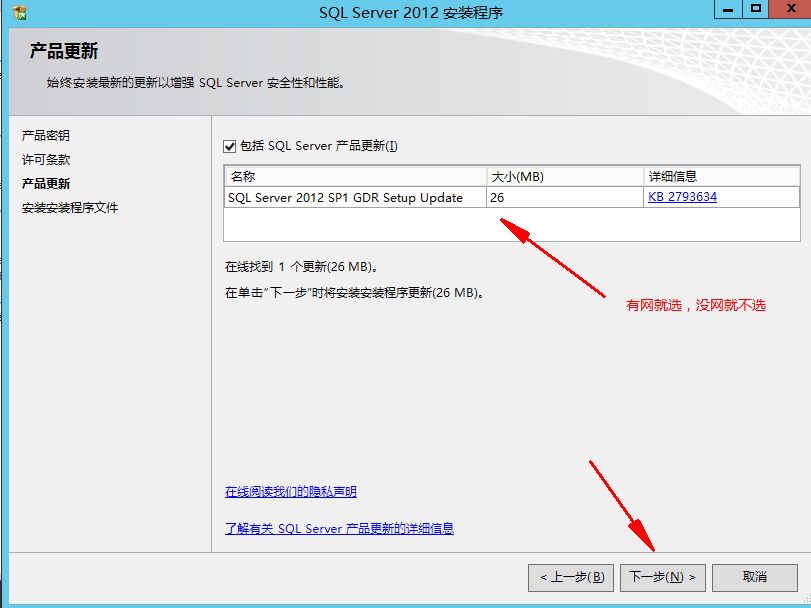 SQL Server 2012 安装程序
产品更新
始终安装最新的更新以增强 SQL Server 安全性和性能。
产品密钥
许可条款
产品更新
安装安装程序文件
包括 SQL Server 产品更新(I)
名称 大小(MB) 详细信息
SQL Server 2012 SP1 GDR Setup Update 26 KB 2793634
在线找到 1 个更新(26 MB)。
在单击"下一步"时将安装安装程序更新(26 MB)。
有网就选，没网就不选
在线阅读我们的隐私声明
了解有关 SQL Server 产品更新的详细信息
< 上一步(B) 下一步(N) > 取消